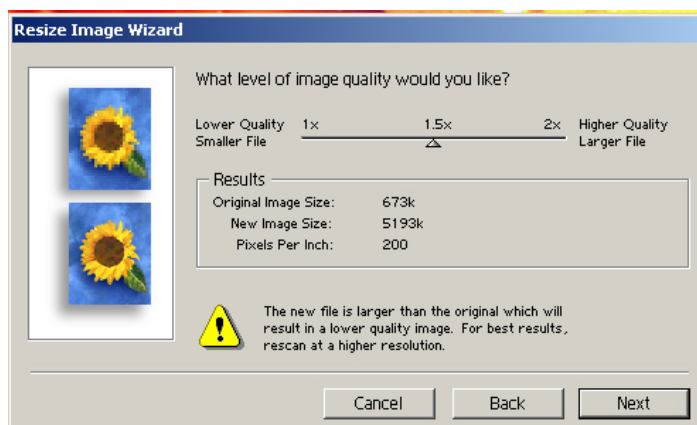 Resize Image Wizard
What level of image quality would you like?
Lower Quality 1x 1.5x 2x Higher Quality
Smaller File Larger File
Results
Original Image Size: 673k
New Image Size: 5193k
Pixels Per Inch: 200
The new file is larger than the original which will
result in a lower quality image. For best results,
rescan at a higher resolution.
Cancel Back Next